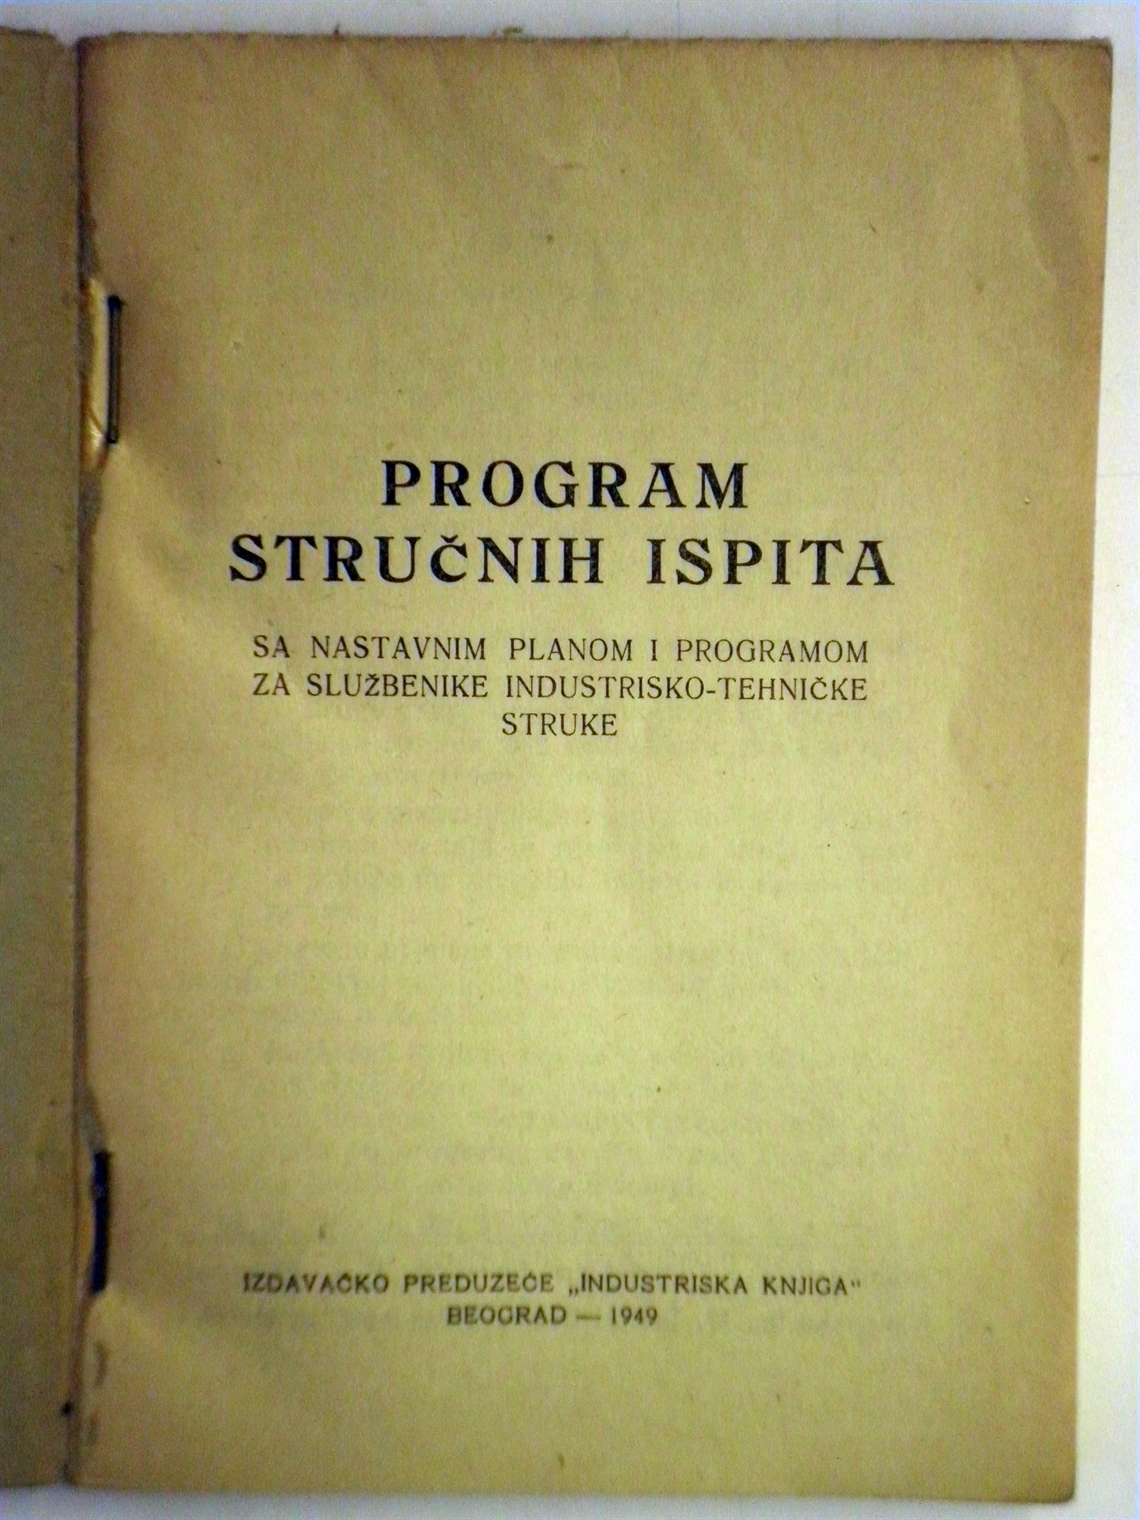 PROGRAM
STRUČNIH ISPITA
SA NASTAVNIM PLANOM I PROGRAMOM
ZA SLUŽBENIKE INDUSTRISKO-TEHNIČKE
STRUKE
IZDAVAČKO PREDUZEĆE „INDUSTRISKA KNJIGA“
BEOGRAD — 1949